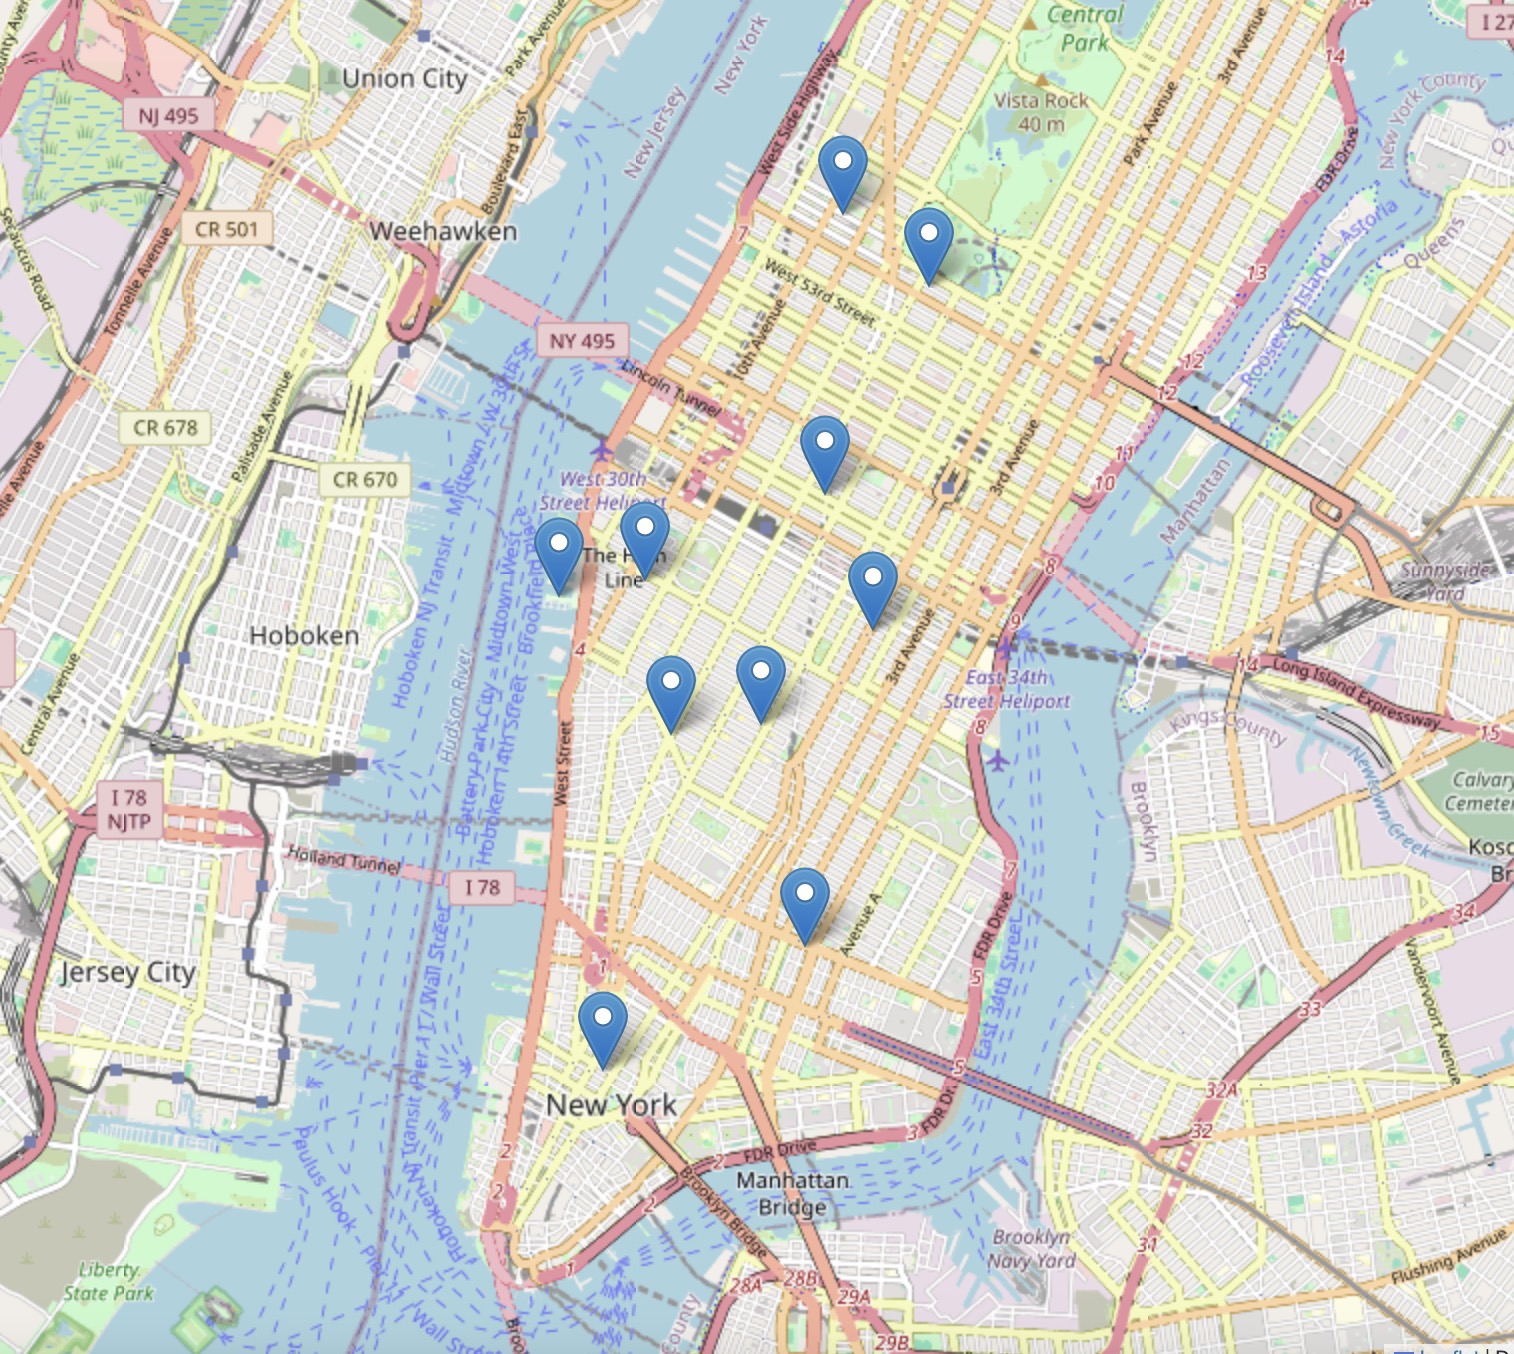 Central
Park
14
I 27
Union City
Park Avenue
3rd Avenue
14
New York
West Side Highway
Vista Rock
40 m
New York County
NJ 495
New Jersey
Park Avenue
FDR Drive
Boulevard East
CR 501
Weehawken
7
Secaucus Road
Tonnelle Avenue
West 53rd Street
Astoria
Queens
13
Roosevelt Island
NY 495
10th Avenue
Lincoln Tunnel
12
12
CR 678
Palisade Avenue
3rd Avenue
11
10
CR 670
West 30th
Street Heliport
Manhattan
The High
Line
8
Sunnyside
Yard
Hoboken
Hoboken NJ Transit - Midtown / W. 39th St
Battery Park City - Midtown West
Hoboken 14th Street - Brookfield Place
4
9
3rd Avenue
14
Long Island Expressway
15
East 34th
Street Heliport
Central Avenue
Hudson River
Kings County
8
West Street
Newtown Creek
Calvary
Cemetery
I 78
NJTP
Brooklyn
Holland Tunnel
I 78
7
Avenue A
34
Jersey City
1
FDR Drive
5
East 34th Street
Vandervoort Avenue
33
5
32A
New York
FDR Dr
3
32
2
FDR Drive
2
Manhattan
Bridge
Brooklyn Bridge
2
2
Paulus Hook - Pier
Brooklyn
Navy Yard
31
Flushing Avenue
Liberty
State Park
1
28A
28B
29A
County
Wall Street
29B